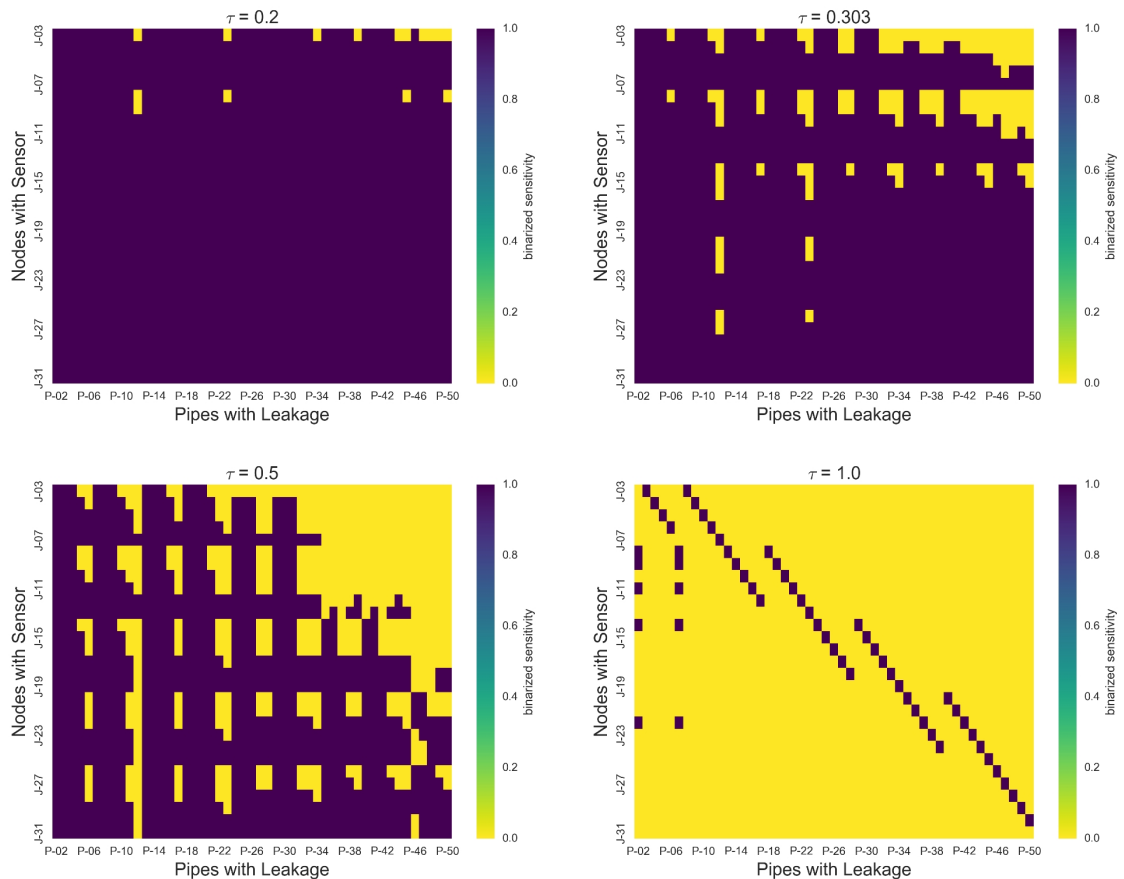 τ = 0.2
J-03
J-07
J-11
J-15
J-19
J-23
J-27
J-31
Nodes with Sensor
P-02 P-06 P-10 P-14 P-18 P-22 P-26 P-30 P-34 P-38 P-42 P-46 P-50
Pipes with Leakage
1.0
0.8
0.6
0.4
0.2
0.0
binarized sensitivity
τ = 0.303
J-03
J-07
J-11
J-15
J-19
J-23
J-27
J-31
Nodes with Sensor
P-02 P-06 P-10 P-14 P-18 P-22 P-26 P-30 P-34 P-38 P-42 P-46 P-50
Pipes with Leakage
1.0
0.8
0.6
0.4
0.2
0.0
binarized sensitivity
τ = 0.5
J-03
J-07
J-11
J-15
J-19
J-23
J-27
J-31
Nodes with Sensor
P-02 P-06 P-10 P-14 P-18 P-22 P-26 P-30 P-34 P-38 P-42 P-46 P-50
Pipes with Leakage
1.0
0.8
0.6
0.4
0.2
0.0
binarized sensitivity
τ = 1.0
J-03
J-07
J-11
J-15
J-19
J-23
J-27
J-31
Nodes with Sensor
P-02 P-06 P-10 P-14 P-18 P-22 P-26 P-30 P-34 P-38 P-42 P-46 P-50
Pipes with Leakage
1.0
0.8
0.6
0.4
0.2
0.0
binarized sensitivity